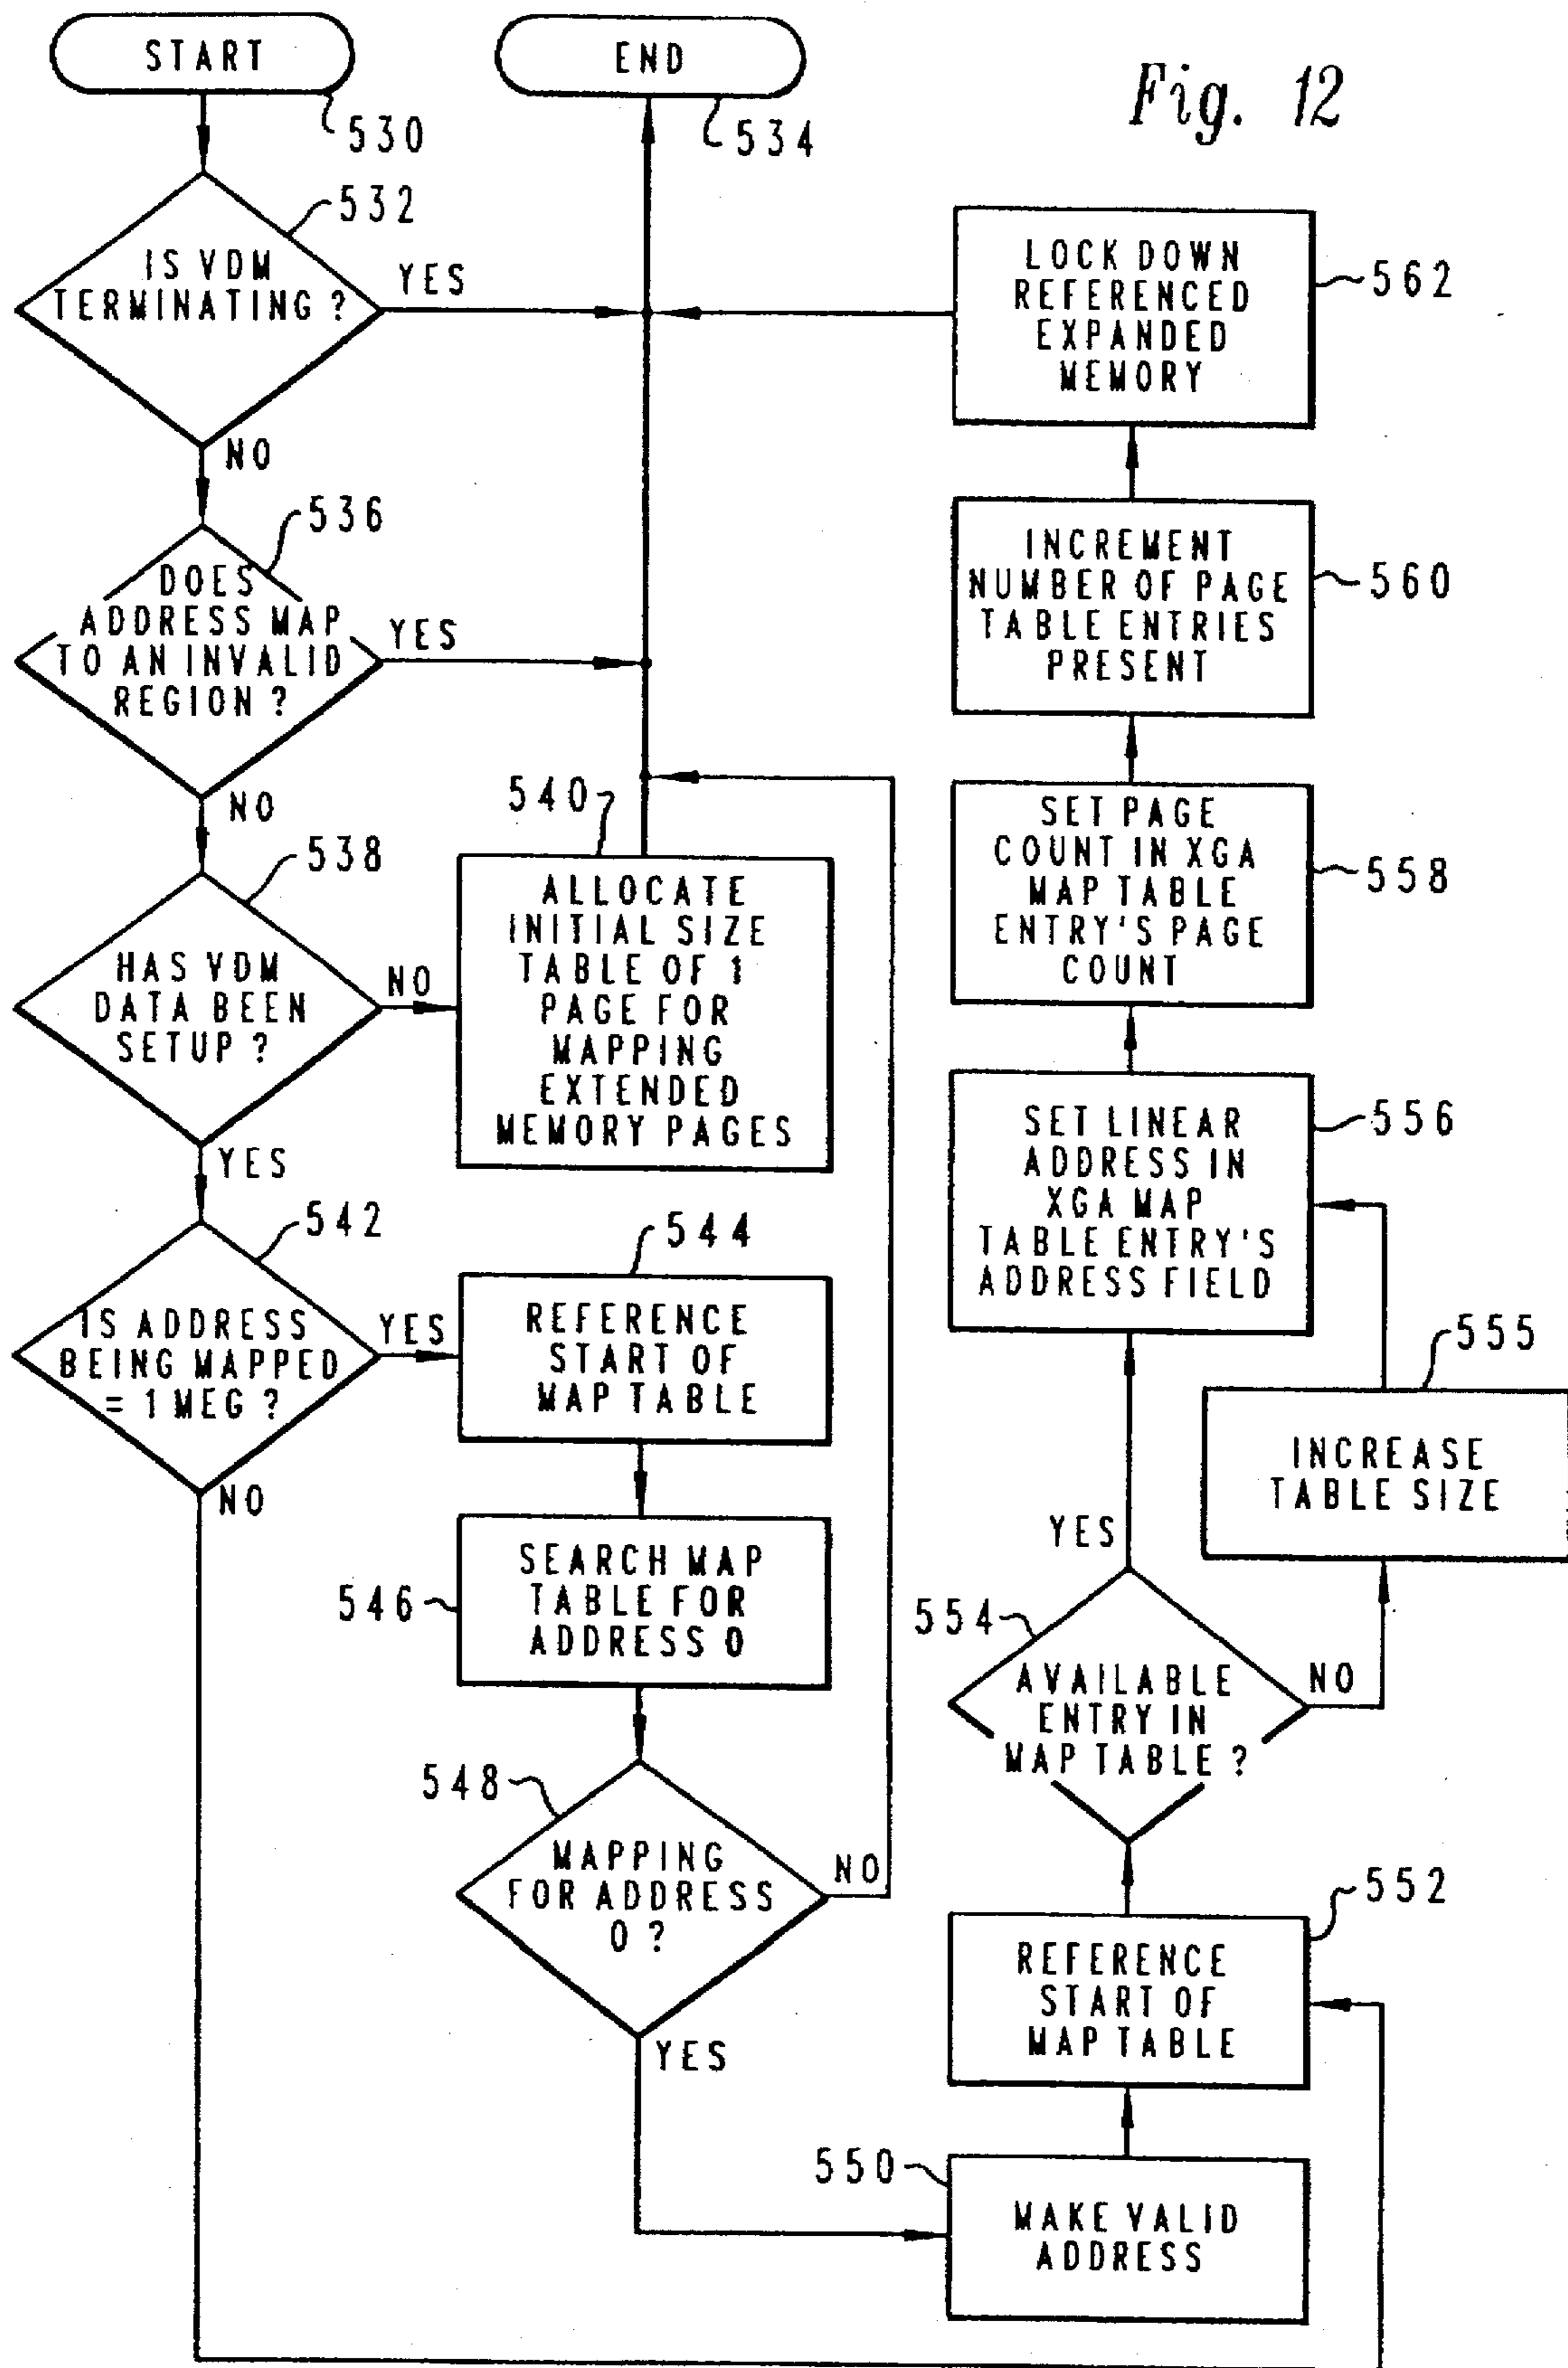 START
530
END
534
Fig. 12
532
IS VDM
TERMINATING ?
YES
NO
536
DOES
ADDRESS MAP
TO AN INVALID
REGION ?
YES
NO
538
HAS VDM
DATA BEEN
SETUP ?
NO
YES
540
ALLOCATE
INITIAL SIZE
TABLE OF 1
PAGE FOR
MAPPING
EXTENDED
MEMORY PAGES
542
IS ADDRESS
BEING MAPPED
= 1 MEG ?
YES
NO
544
REFERENCE
START OF
MAP TABLE
546
SEARCH MAP
TABLE FOR
ADDRESS 0
548
MAPPING
FOR ADDRESS
0 ?
NO
YES
550
MAKE VALID
ADDRESS
552
REFERENCE
START OF
MAP TABLE
554
AVAILABLE
ENTRY IN
MAP TABLE ?
NO
YES
555
INCREASE
TABLE SIZE
556
SET LINEAR
ADDRESS IN
XGA MAP
TABLE ENTRY'S
ADDRESS FIELD
558
SET PAGE
COUNT IN XGA
MAP TABLE
ENTRY'S PAGE
COUNT
560
INCREMENT
NUMBER OF PAGE
TABLE ENTRIES
PRESENT
562
LOCK DOWN
REFERENCED
EXPANDED
MEMORY